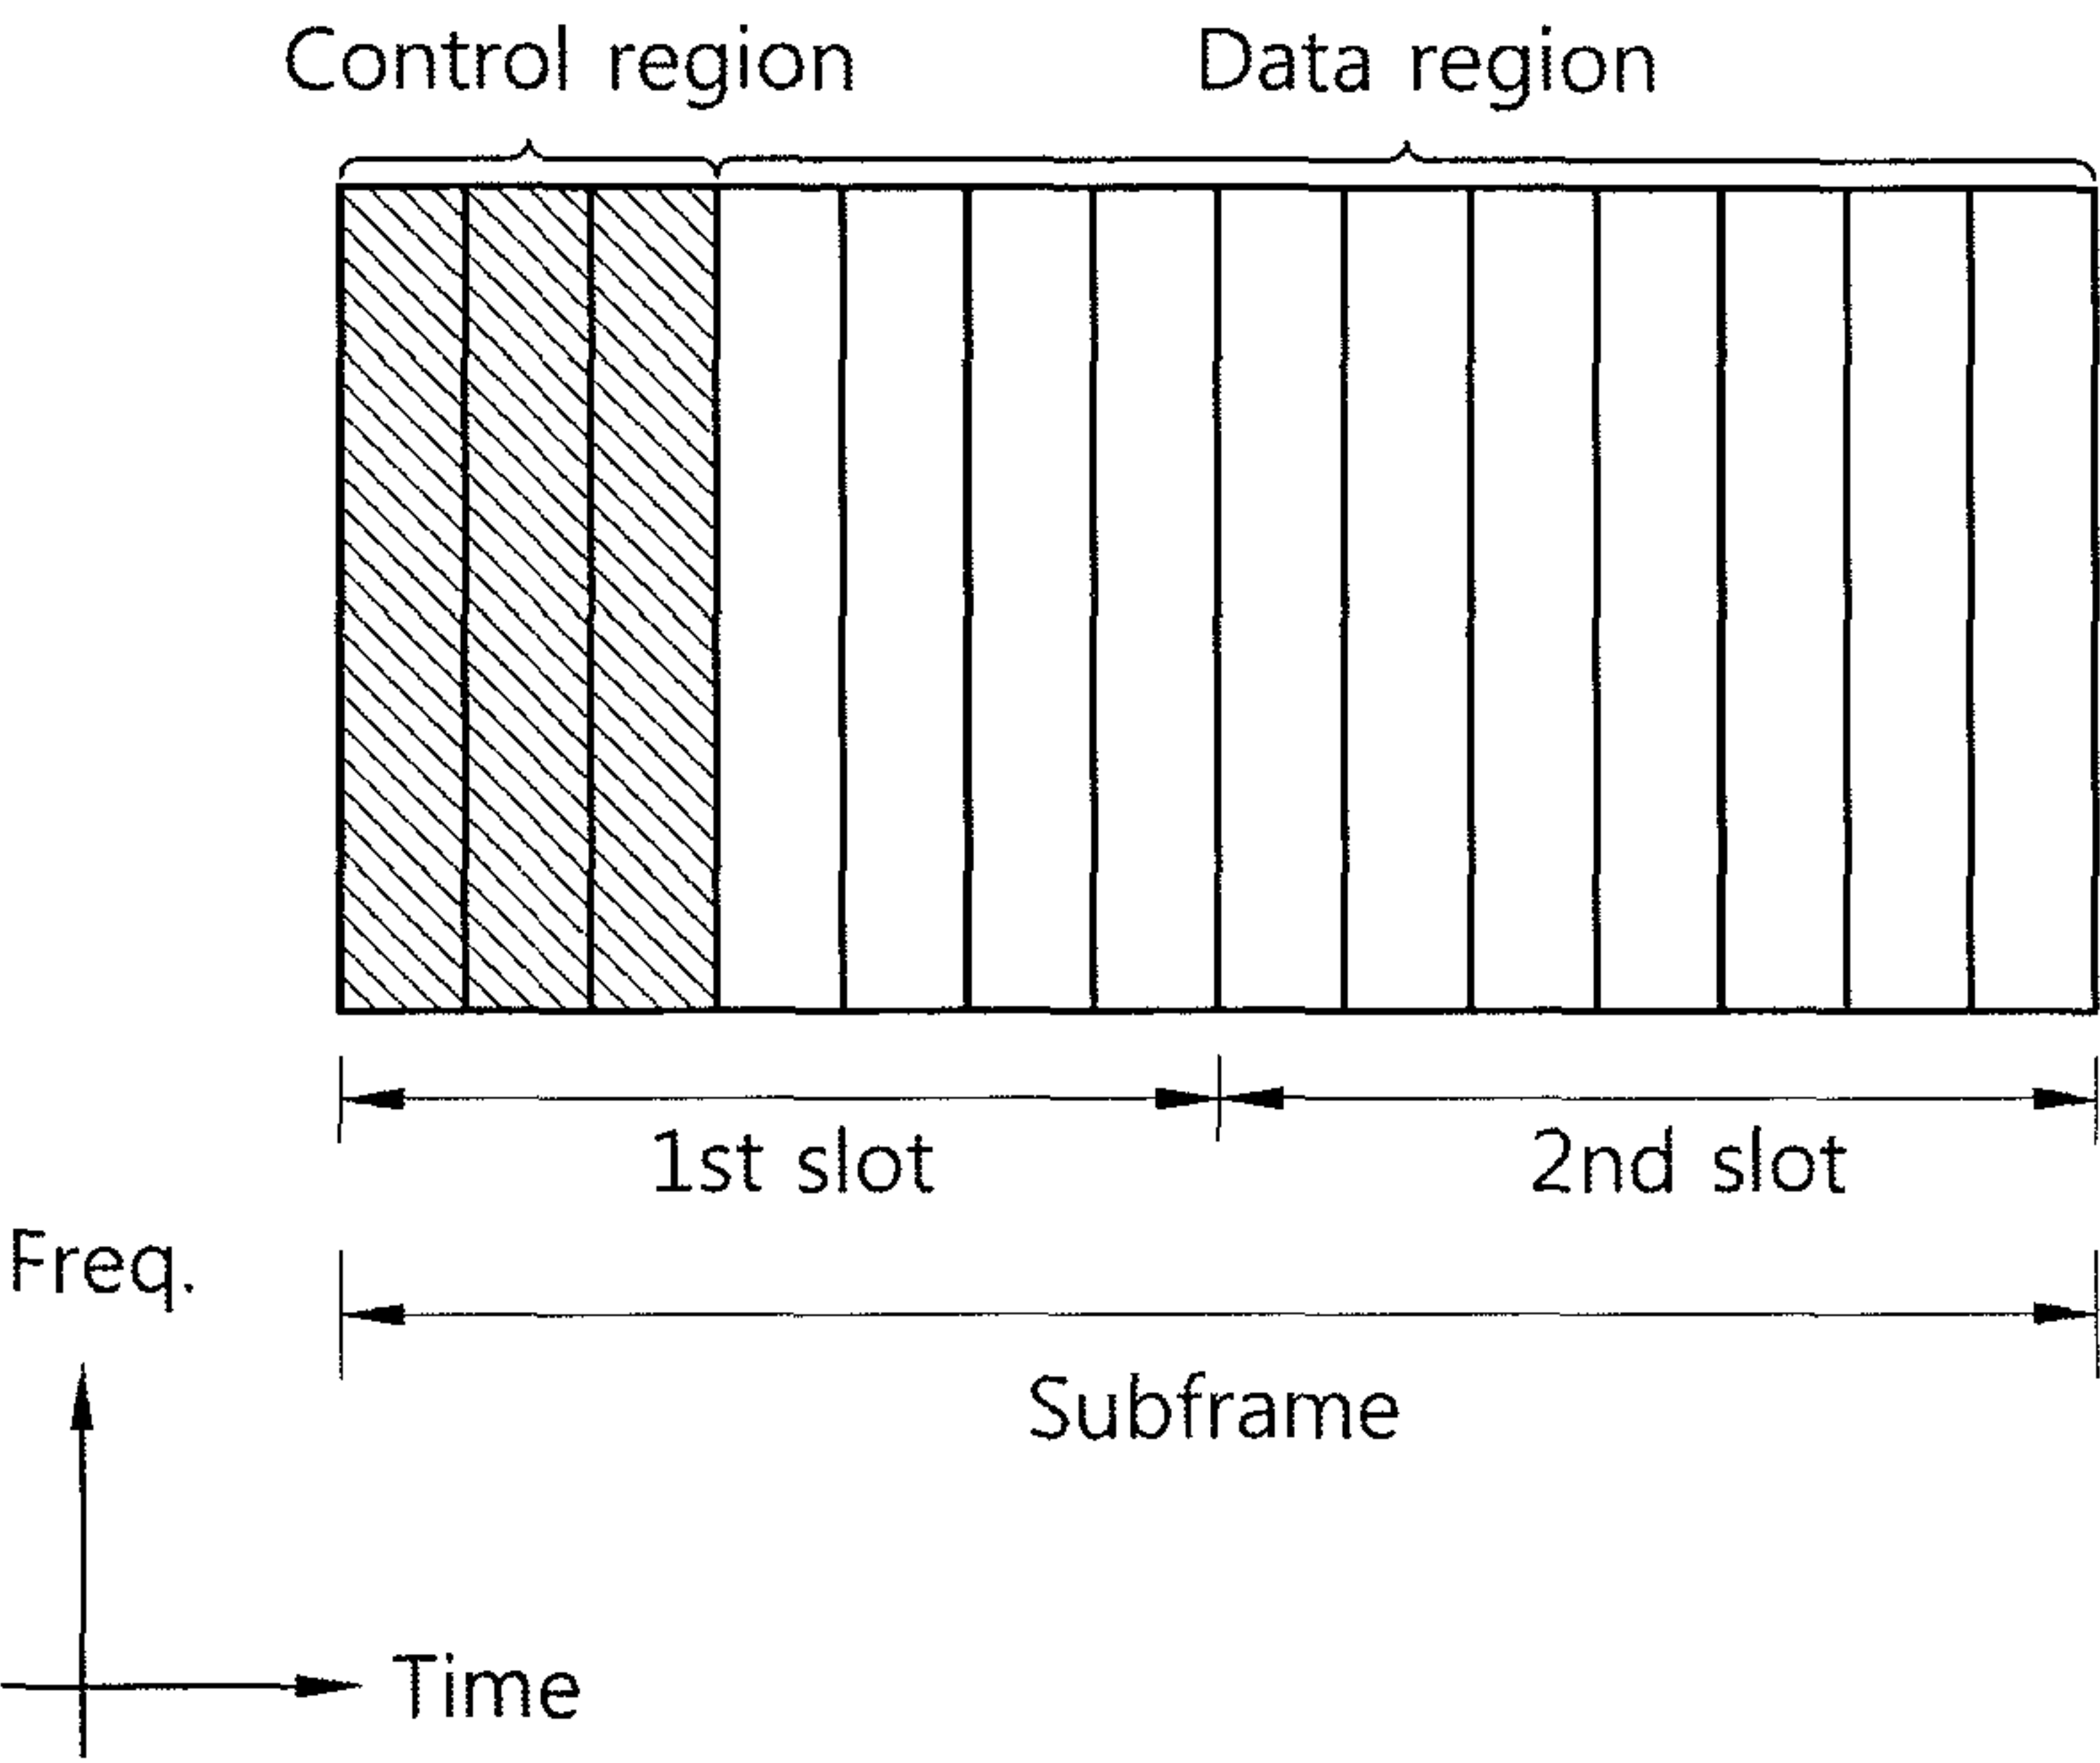 Control region
Data region
1st slot
2nd slot
Freq.
Subframe
Time